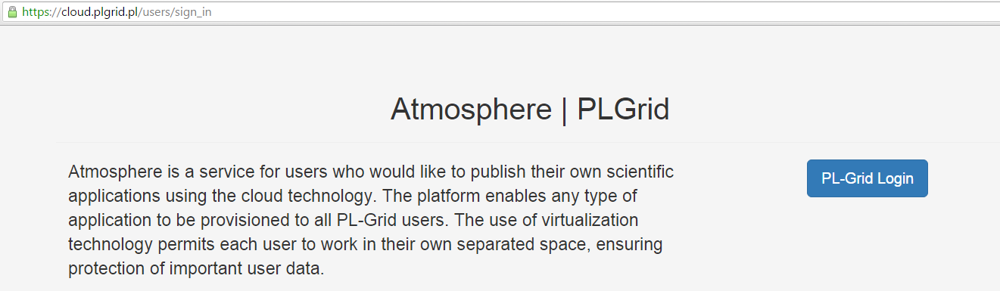 https://cloud.plgrid.pl/users/sign_in
Atmosphere | PLGrid
Atmosphere is a service for users who would like to publish their own scientific
applications using the cloud technology. The platform enables any type of
application to be provisioned to all PL-Grid users. The use of virtualization
technology permits each user to work in their own separated space, ensuring
protection of important user data.
PL-Grid Login